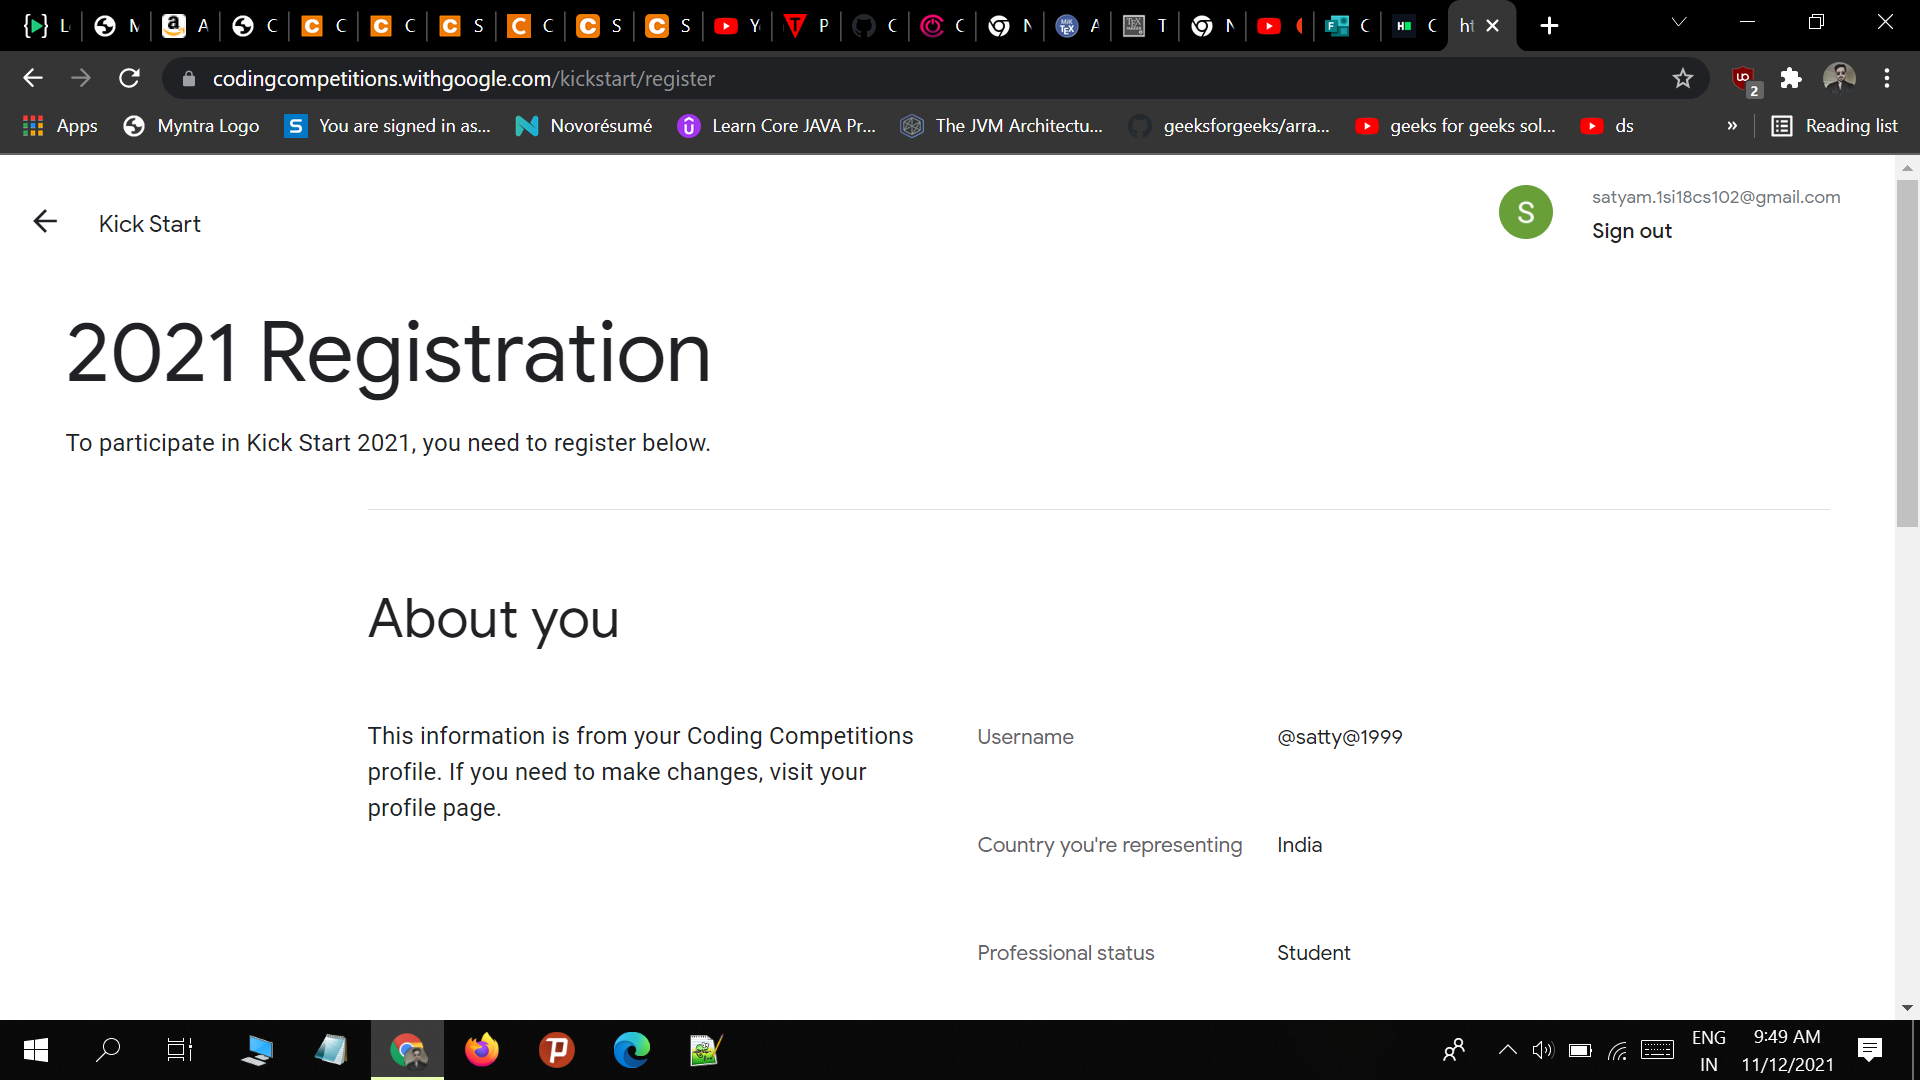 L M A C C C S C S S Y P C C N A T N C C ht
codingcompetitions.withgoogle.com/kickstart/register
2
Apps Myntra Logo You are signed in as... Novorésumé Learn Core JAVA Pr... The JVM Architectu... geeksforgeeks/arra... geeks for geeks sol... ds » Reading list
satyam.1si18cs102@gmail.com
Kick Start
S
Sign out
2021 Registration
To participate in Kick Start 2021, you need to register below.
About you
This information is from your Coding Competitions
profile. If you need to make changes, visit your
profile page.
Username @satty@1999
Country you're representing India
Professional status Student
ENG 9:49 AM
IN 11/12/2021